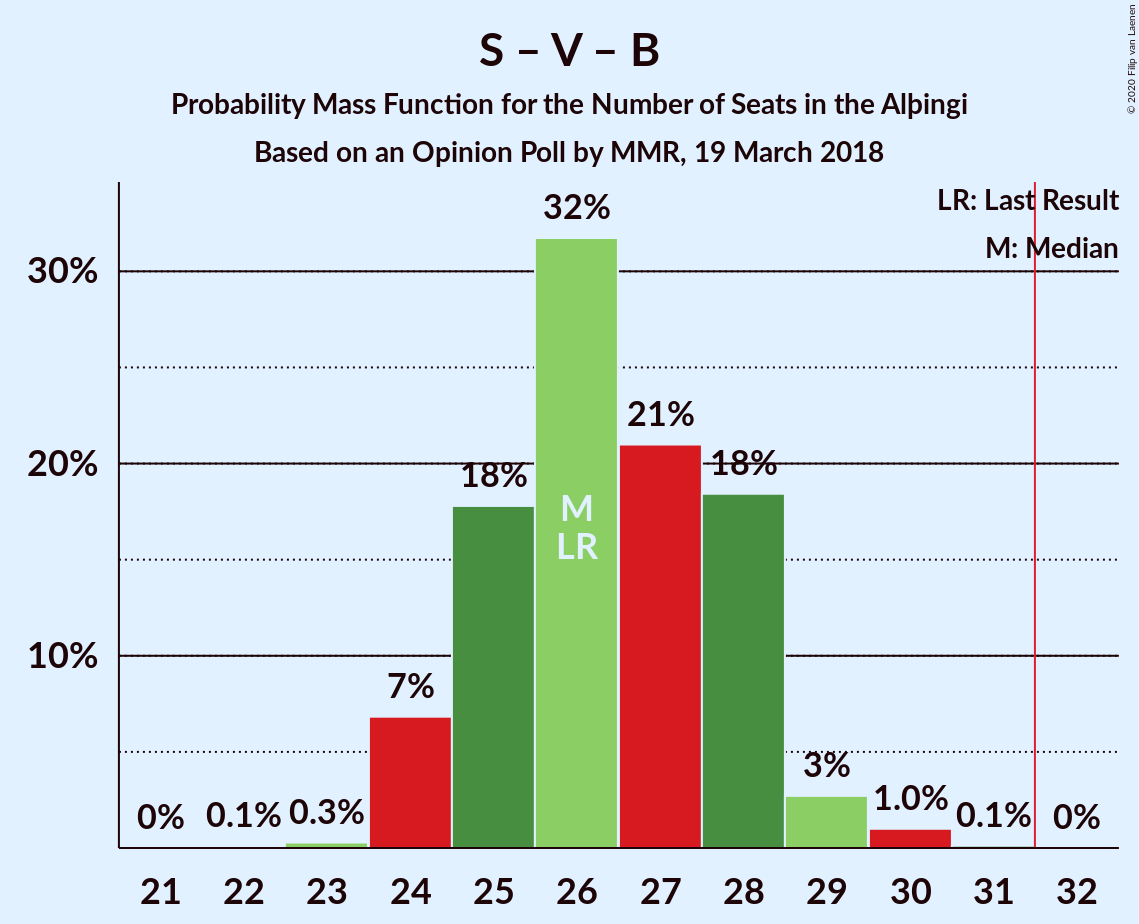 S – V – B
Probability Mass Function for the Number of Seats in the Alþingi
Based on an Opinion Poll by MMR, 19 March 2018
© 2020 Filip van Laenen
LR: Last Result
M: Median
30%
20%
10%
0%
0.1%
0.3%
7%
18%
32%
M
LR
21%
18%
3%
1.0%
0.1%
0%
21 22 23 24 25 26 27 28 29 30 31 32